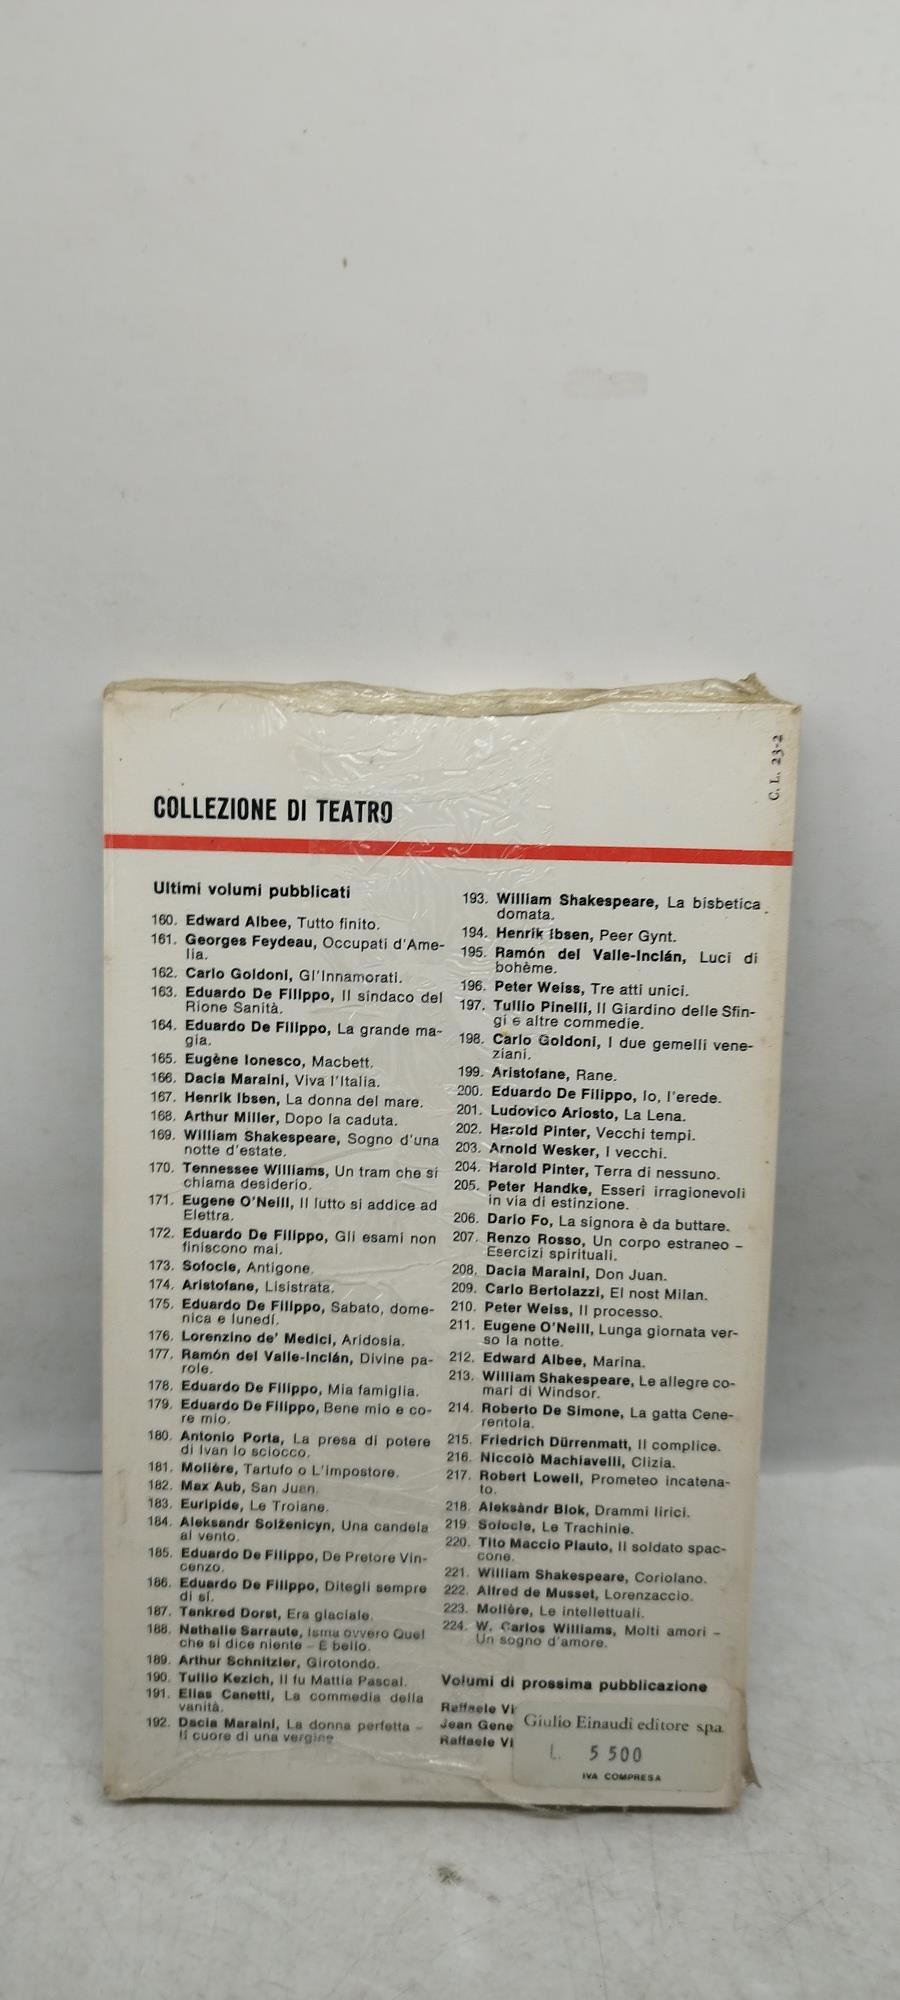 C. L. 23-2
COLLEZIONE DI TEATRO
Ultimi volumi pubblicati
160. Edward Albee, Tutto finito.
161. Georges Feydeau, Occupati d'Ame-
lia.
162. Carlo Goldoni, Gl'Innamorati.
163. Eduardo De Filippo, Il sindaco del
Rione Sanità.
164. Eduardo De Filippo, La grande ma-
gia.
165. Eugène Ionesco, Macbett.
166. Dacia Maraini, Viva l'Italia.
167. Henrik Ibsen, La donna del mare.
168. Arthur Miller, Dopo la caduta.
169. William Shakespeare, Sogno d'una
notte d'estate.
170. Tennessee Williams, Un tram che si
chiama desiderio.
171. Eugene O'Neill, Il lutto si addice ad
Elettra.
172. Eduardo De Filippo, Gli esami non
finiscono mai.
173. Sofocle, Antigone.
174. Aristofane, Lisistrata.
175. Eduardo De Filippo, Sabato, dome-
nica e lunedì.
176. Lorenzino de' Medici, Aridosia.
177. Ramón del Valle-Inclán, Divine pa-
role.
178. Eduardo De Filippo, Mia famiglia.
179. Eduardo De Filippo, Bene mio e co-
re mio.
180. Antonio Porta, La presa di potere
di Ivan lo sciocco.
181. Molière, Tartufo o L'Impostore.
182. Max Aub, San Juan.
183. Euripide, Le Troiane.
184. Aleksandr Solženicyn, Una candela
al vento.
185. Eduardo De Filippo, De Pretore Vin-
cenzo.
186. Eduardo De Filippo, Ditegli sempre
di sí.
187. Tankred Dorst, Era glaciale.
188. Nathalie Sarraute, Isma ovvero Quel
che si dice niente - È bello.
189. Arthur Schnitzler, Girotondo.
190. Tullio Kezich, Il fu Mattia Pascal.
191. Elias Canetti, La commedia della
vanità.
192. Dacia Maraini, La donna perfetta -
Il cuore di una vergine
193. William Shakespeare, La bisbetica
domata.
194. Henrik Ibsen, Peer Gynt.
195. Ramón del Valle-Inclán, Luci di
bohème.
196. Peter Weiss, Tre atti unici.
197. Tullio Pinelli, Il Giardino delle Sfin-
gi e altre commedie.
198. Carlo Goldoni, I due gemelli vene-
ziani.
199. Aristofane, Rane.
200. Eduardo De Filippo, Io, l'erede.
201. Ludovico Ariosto, La Lena.
202. Harold Pinter, Vecchi tempi.
203. Arnold Wesker, I vecchi.
204. Harold Pinter, Terra di nessuno.
205. Peter Handke, Esseri irragionevoli
in via di estinzione.
206. Dario Fo, La signora è da buttare.
207. Renzo Rosso, Un corpo estraneo -
Esercizi spirituali.
208. Dacia Maraini, Don Juan.
209. Carlo Bertolazzi, El nost Milan.
210. Peter Weiss, Il processo.
211. Eugene O'Neill, Lunga giornata ver-
so la notte.
212. Edward Albee, Marina.
213. William Shakespeare, Le allegre co-
mari di Windsor.
214. Roberto De Simone, La gatta Cene-
rentola.
215. Friedrich Dürrenmatt, Il complice.
216. Niccolò Machiavelli, Clizia.
217. Robert Lowell, Prometeo incatena-
to.
218. Aleksàndr Blok, Drammi lirici.
219. Sofocle, Le Trachinie.
220. Tito Maccio Plauto, Il soldato spac-
cone.
221. William Shakespeare, Coriolano.
222. Alfred de Musset, Lorenzaccio.
223. Molière, Le intellettuali.
224. W. Carlos Williams, Molti amori -
Un sogno d'amore.
Volumi di prossima pubblicazione
Raffaele Vi
Jean Gene
Raffaele Vi
Giulio Einaudi editore spa.
L. 5 500
IVA COMPRESA